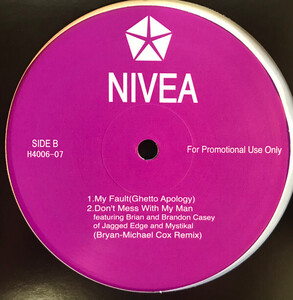 NIVEA
SIDE B
H4006-07
For Promotional Use Only
1.My Fault(Ghetto Apology)
2.Don't Mess With My Man
featuring Brian and Brandon Casey
of Jagged Edge and Mystikal
(Bryan-Michael Cox Remix)